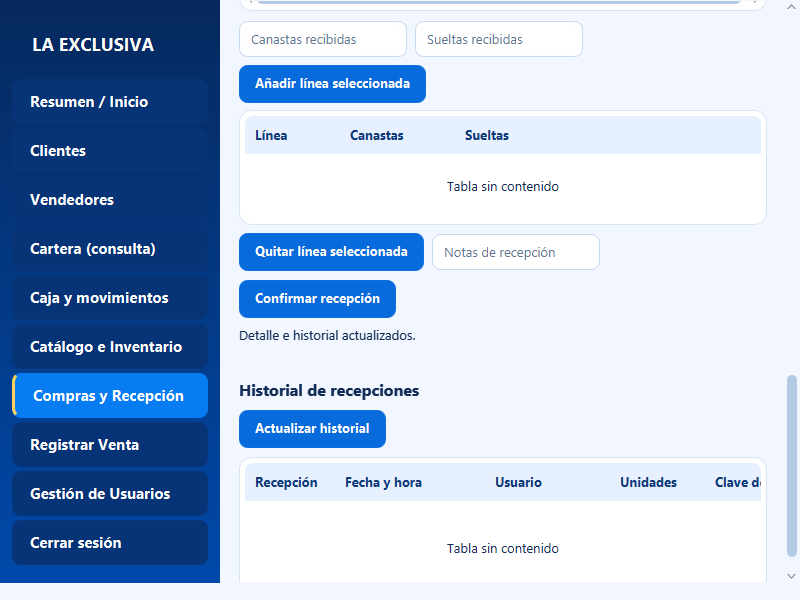 LA EXCLUSIVA
Resumen / Inicio
Clientes
Vendedores
Cartera (consulta)
Caja y movimientos
Catálogo e Inventario
Compras y Recepción
Registrar Venta
Gestión de Usuarios
Cerrar sesión
Canastas recibidas
Sueltas recibidas
Añadir línea seleccionada
Línea Canastas Sueltas
Tabla sin contenido
Quitar línea seleccionada
Notas de recepción
Confirmar recepción
Detalle e historial actualizados.
Historial de recepciones
Actualizar historial
Recepción Fecha y hora Usuario Unidades Clave
Tabla sin contenido